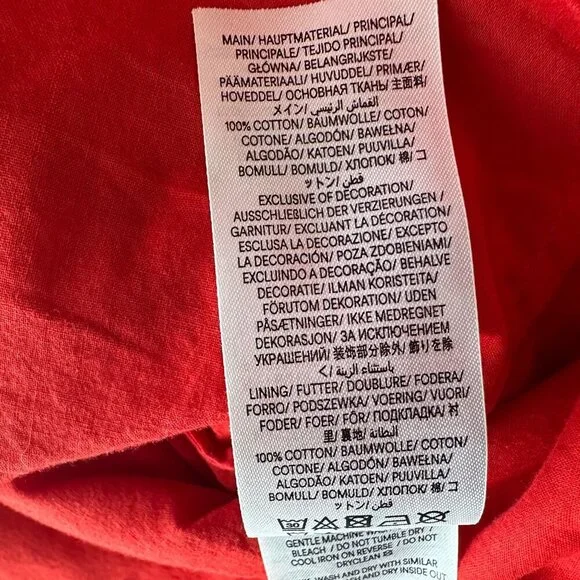 MAIN/ HAUPTMATERIAL/ PRINCIPAL/
PRINCIPALE/ TEJIDO PRINCIPAL/
GŁÓWNA/ BELANGRIJKSTE/
PÄÄMATERIAALI/ HUVUDDEL/ PRIMÆR/
HOVEDDEL/ ОСНОВНАЯ ТКАНЬ/ 主面料/
メイン/ القماش الرئيسي/
100% COTTON/ BAUMWOLLE/ COTON/
COTONE/ ALGODÓN/ BAWEŁNA/
ALGODÃO/ KATOEN/ PUUVILLA/
BOMULL/ BOMULD/ ХЛОПОК/ 棉/ コ
ットン/ قطن/
EXCLUSIVE OF DECORATION/
AUSSCHLIEẞLICH DER VERZIERUNGEN /
GARNITUR/ EXCLUANT LA DÉCORATION/
ESCLUSA LA DECORAZIONE/ EXCEPTO
LA DECORACIÓN/ POZA ZDOBIENIAMI/
EXCLUINDO A DECORAÇÃO/ BEHALVE
DECORATIE/ ILMAN KORISTEITA/
FÖRUTOM DEKORATION/ UDEN
PÅSÆTNINGER/ IKKE MEDREGNET
DEKORASJON/ ЗА ИСКЛЮЧЕНИЕМ
УКРАШЕНИЙ/ 装饰部分除外/ 飾りを除
く/ باستثناء الزينة/
LINING/ FUTTER/ DOUBLURE/ FODERA/
FORRO/ PODSZEWKA/ VOERING/ VUORI/
FODER/ FOER/ FÔR/ ПОДКЛАДКА/ 衬
里/ 裏地/ البطانة/
100% COTTON/ BAUMWOLLE/ COTON/
COTONE/ ALGODÓN/ BAWEŁNA/
ALGODÃO/ KATOEN/ PUUVILLA/
BOMULL/ BOMULD/ ХЛОПОК/ 棉/ コ
ットン/ قطن/
30
GENTLE MACHINE WASH DRY /
BLEACH / DO NOT TUMBLE DRY /
COOL IRON ON REVERSE / DO NOT
DRYCLEAN
WASH AND DRY WITH SIMILAR
AND DRY INSIDE OUT